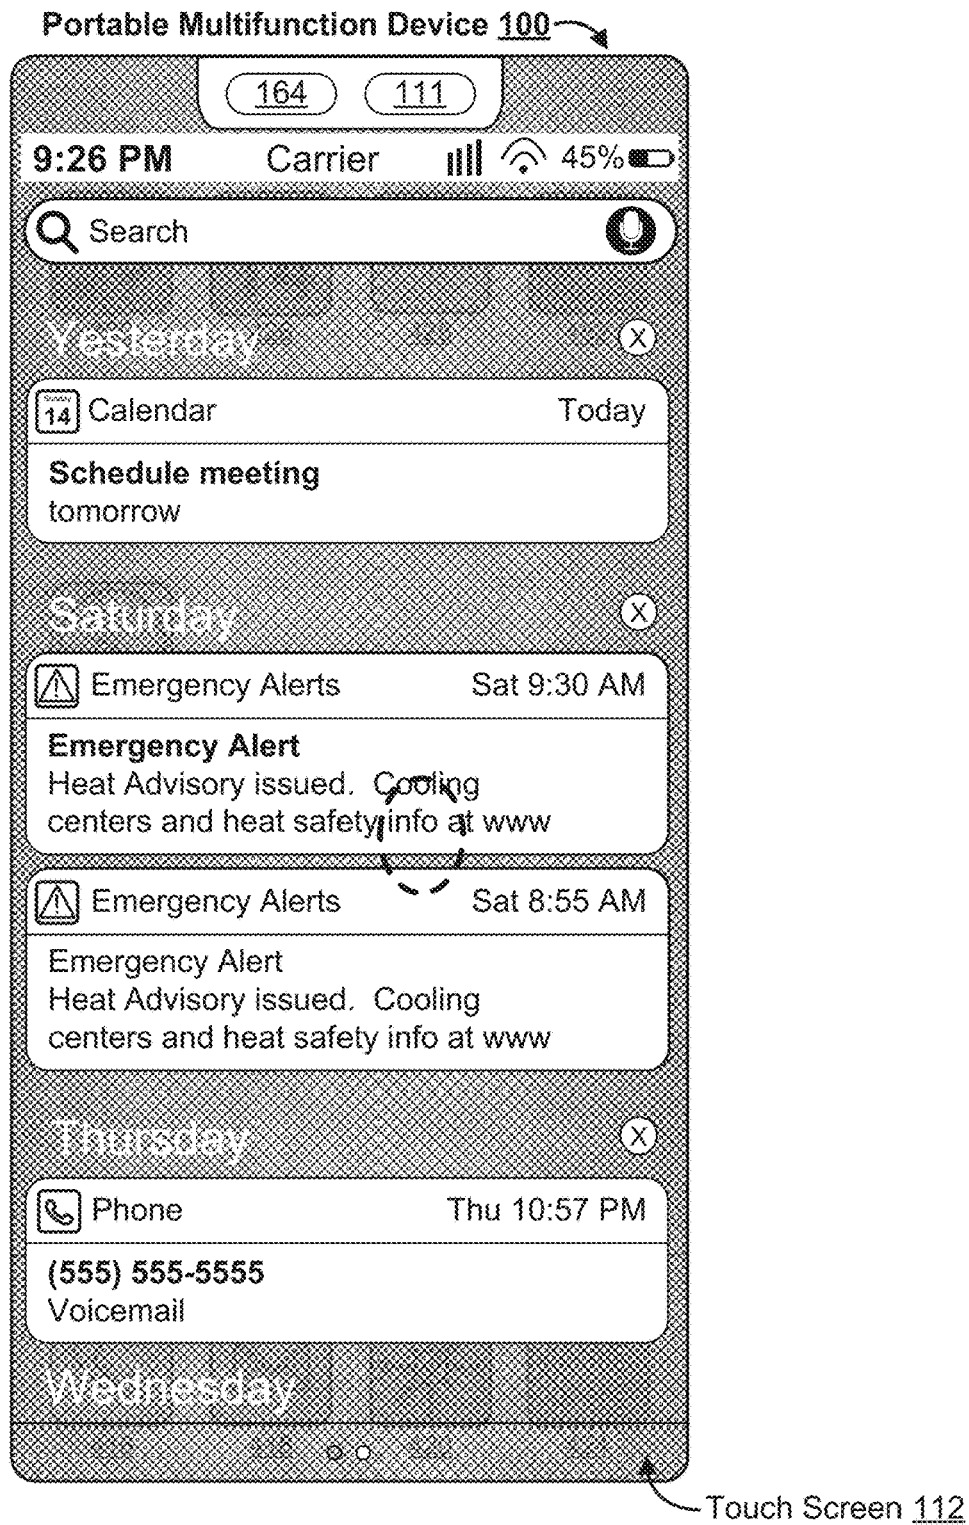 Portable Multifunction Device 100
164 111
9:26 PM Carrier 45%
Search
Yesterday X
Sunday
14 Calendar Today
Schedule meeting
tomorrow
Saturday X
Emergency Alerts Sat 9:30 AM
Emergency Alert
Heat Advisory issued. Cooling
centers and heat safety info at www
Emergency Alerts Sat 8:55 AM
Emergency Alert
Heat Advisory issued. Cooling
centers and heat safety info at www
Thursday X
Phone Thu 10:57 PM
(555) 555-5555
Voicemail
Wednesday
Touch Screen 112